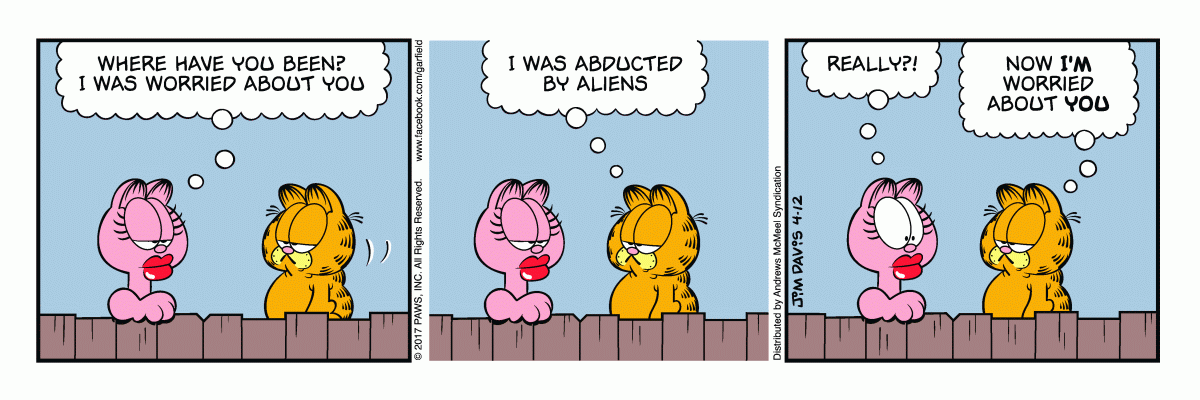 WHERE HAVE YOU BEEN?
I WAS WORRIED ABOUT YOU
© 2017 PAWS, INC. All Rights Reserved. www.facebook.com/garfield
I WAS ABDUCTED
BY ALIENS
Distributed by Andrews McMeel Syndication
REALLY?!
NOW I'M
WORRIED
ABOUT YOU
JIM DAVIS 4-12